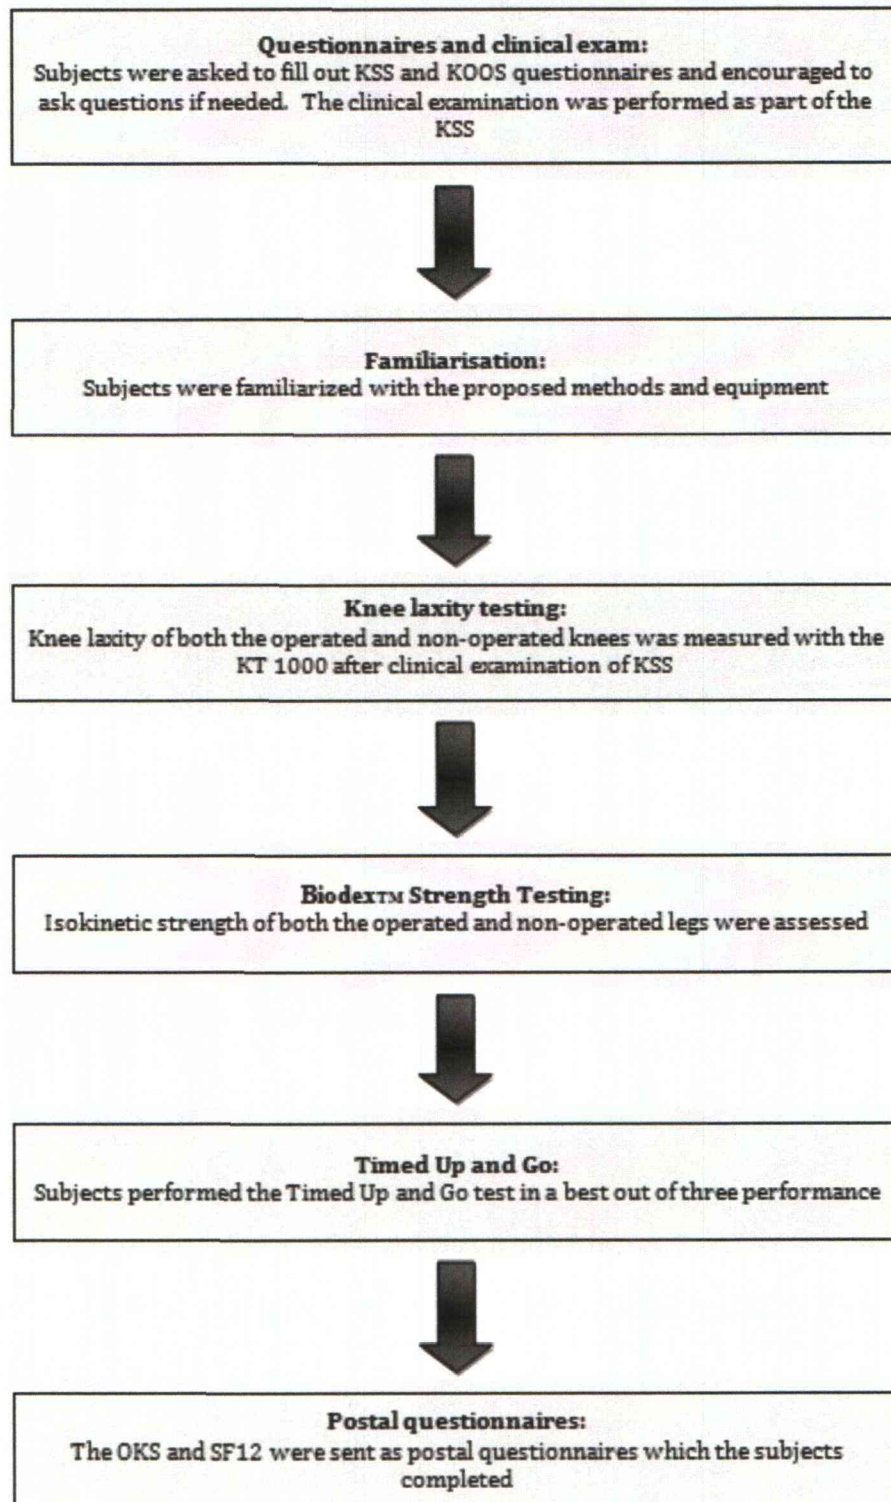 Questionnaires and clinical exam:
Subjects were asked to fill out KSS and KOOS questionnaires and encouraged to
ask questions if needed. The clinical examination was performed as part of the
KSS
Familiarisation:
Subjects were familiarized with the proposed methods and equipment
Knee laxity testing:
Knee laxity of both the operated and non-operated knees was measured with the
KT 1000 after clinical examination of KSS
Biodex™ Strength Testing:
Isokinetic strength of both the operated and non-operated legs were assessed
Timed Up and Go:
Subjects performed the Timed Up and Go test in a best out of three performance
Postal questionnaires:
The OKS and SF12 were sent as postal questionnaires which the subjects
completed